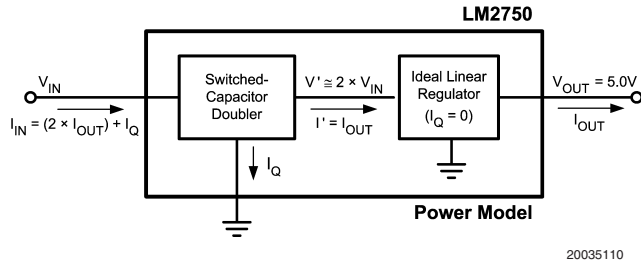 LM2750
V_IN
I_IN = (2 × I_OUT) + I_Q
Switched-
Capacitor
Doubler
V' ≅ 2 × V_IN
I' = I_OUT
Ideal Linear
Regulator
(I_Q = 0)
V_OUT = 5.0V
I_OUT
I_Q
Power Model
20035110